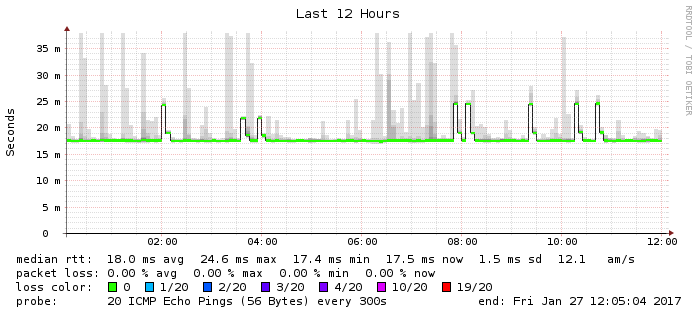 Last 12 Hours
RRDTOOL / TOBI OETIKER
Seconds
35 m
30 m
25 m
20 m
15 m
10 m
5 m
0
02:00 04:00 06:00 08:00 10:00 12:00
median rtt: 18.0 ms avg 24.6 ms max 17.4 ms min 17.5 ms now 1.5 ms sd 12.1 am/s
packet loss: 0.00 % avg 0.00 % max 0.00 % min 0.00 % now
loss color: 0 1/20 2/20 3/20 4/20 10/20 19/20
probe: 20 ICMP Echo Pings (56 Bytes) every 300s end: Fri Jan 27 12:05:04 2017